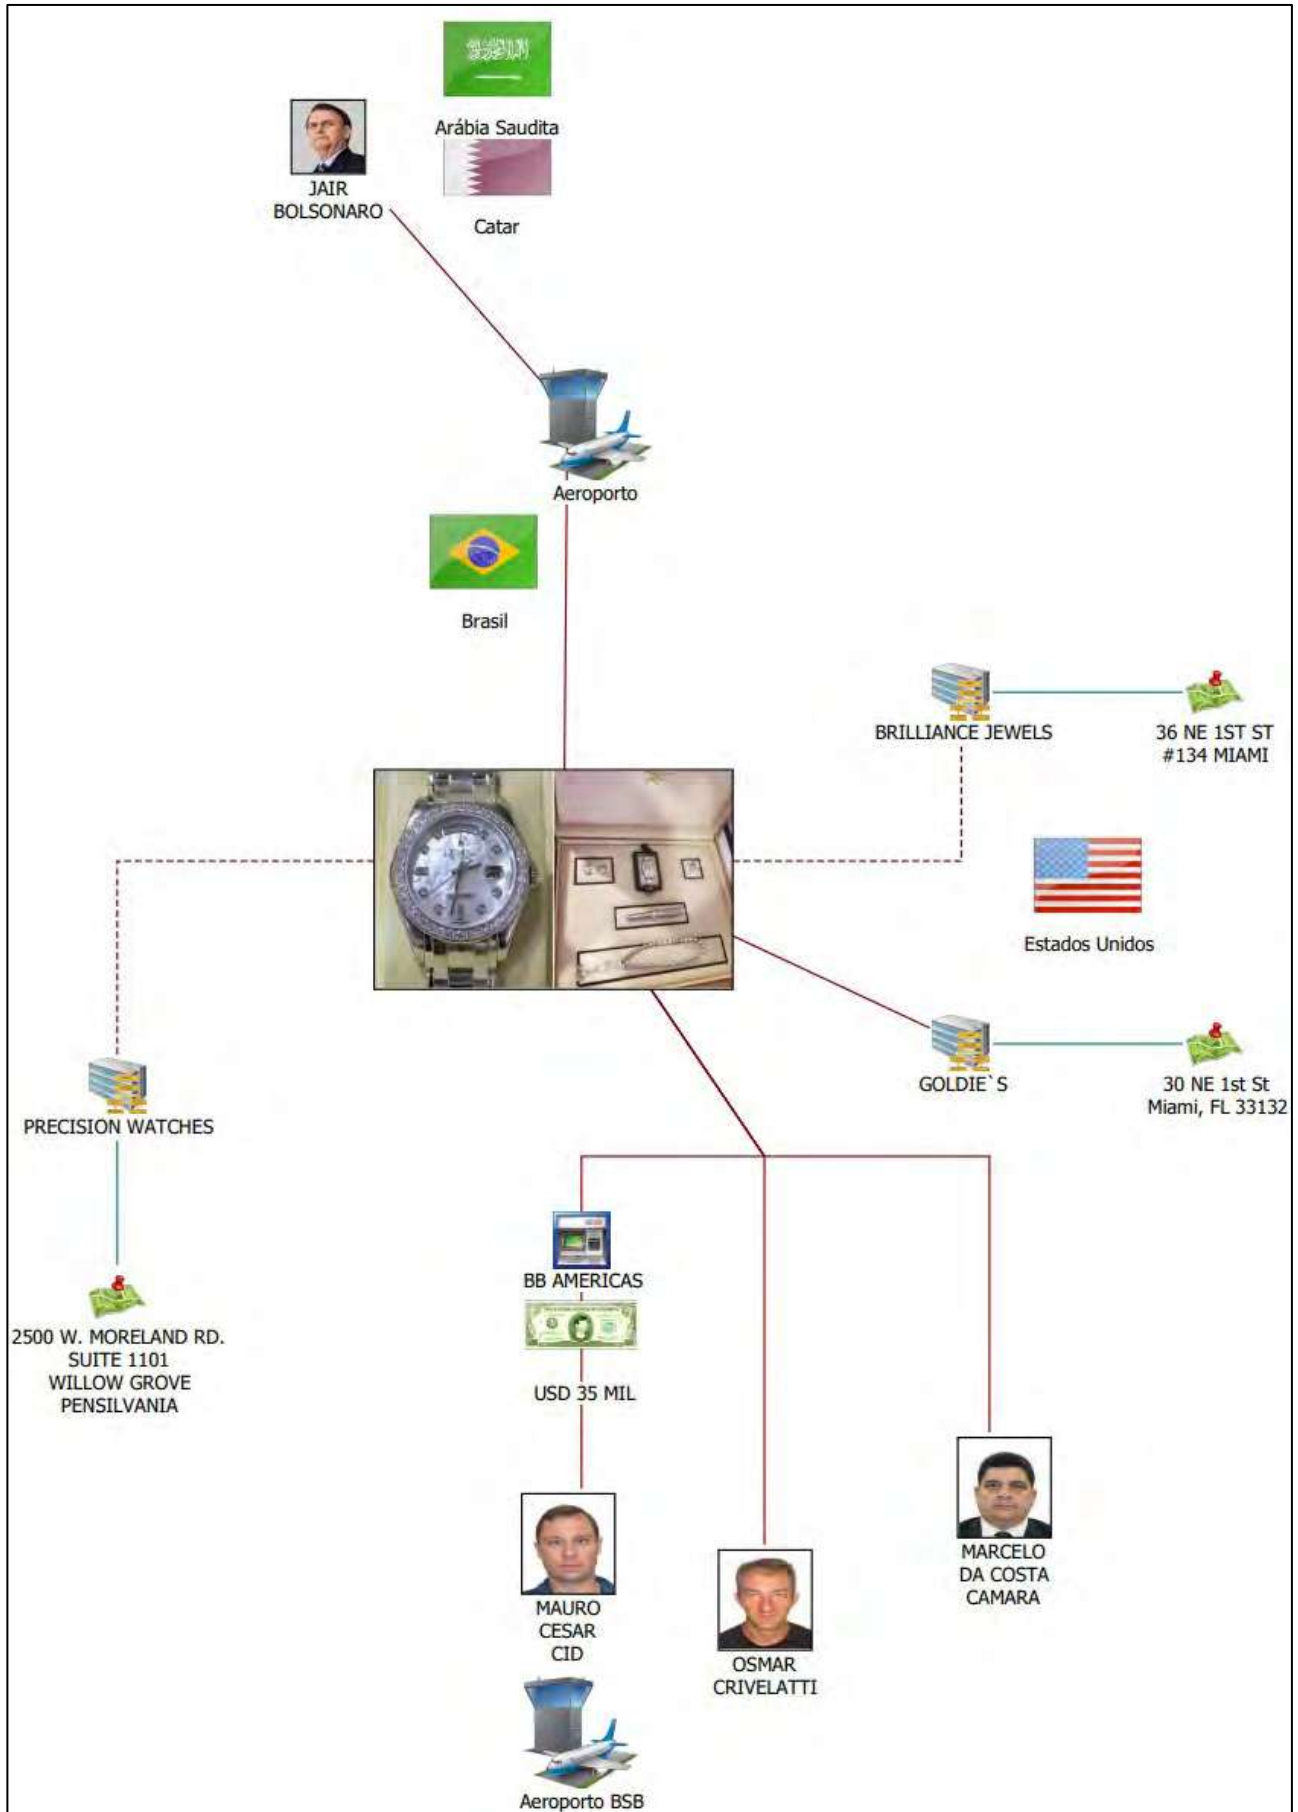 Arábia Saudita
JAIR
BOLSONARO
Catar
Aeroporto
Brasil
BRILLIANCE JEWELS
36 NE 1ST ST
#134 MIAMI
Estados Unidos
GOLDIE`S
30 NE 1st St
Miami, FL 33132
PRECISION WATCHES
2500 W. MORELAND RD.
SUITE 1101
WILLOW GROVE
PENSILVANIA
BB AMERICAS
USD 35 MIL
MAURO
CESAR
CID
OSMAR
CRIVELATTI
MARCELO
DA COSTA
CAMARA
Aeroporto BSB